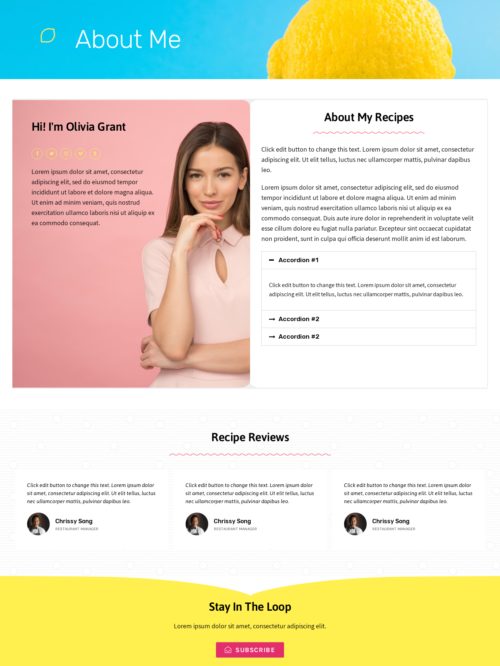 About Me
Hi! I'm Olivia Grant
Lorem ipsum dolor sit amet, consectetur
adipiscing elit, sed do eiusmod tempor
incididunt ut labore et dolore magna aliqua.
Ut enim ad minim veniam, quis nostrud
exercitation ullamco laboris nisi ut aliquip ex
ea commodo consequat.
About My Recipes
Click edit button to change this text. Lorem ipsum dolor sit amet, consectetur
adipiscing elit. Ut elit tellus, luctus nec ullamcorper mattis, pulvinar dapibus
leo.
Lorem ipsum dolor sit amet, consectetur adipiscing elit, sed do eiusmod
tempor incididunt ut labore et dolore magna aliqua. Ut enim ad minim
veniam, quis nostrud exercitation ullamco laboris nisi ut aliquip ex ea
commodo consequat. Duis aute irure dolor in reprehenderit in voluptate velit
esse cillum dolore eu fugiat nulla pariatur. Excepteur sint occaecat cupidatat
non proident, sunt in culpa qui officia deserunt mollit anim id est laborum.
Accordion #1
Click edit button to change this text. Lorem ipsum dolor sit amet, consectetur
adipiscing elit. Ut elit tellus, luctus nec ullamcorper mattis, pulvinar dapibus leo.
Accordion #2
Accordion #2
Recipe Reviews
Click edit button to change this text. Lorem ipsum dolor
sit amet, consectetur adipiscing elit. Ut elit tellus, luctus
nec ullamcorper mattis, pulvinar dapibus leo.
Chrissy Song
RESTAURANT MANAGER
Click edit button to change this text. Lorem ipsum dolor
sit amet, consectetur adipiscing elit. Ut elit tellus, luctus
nec ullamcorper mattis, pulvinar dapibus leo.
Chrissy Song
RESTAURANT MANAGER
Click edit button to change this text. Lorem ipsum dolor
sit amet, consectetur adipiscing elit. Ut elit tellus, luctus
nec ullamcorper mattis, pulvinar dapibus leo.
Chrissy Song
RESTAURANT MANAGER
Stay In The Loop
Lorem ipsum dolor sit amet, consectetur adipiscing elit.
SUBSCRIBE